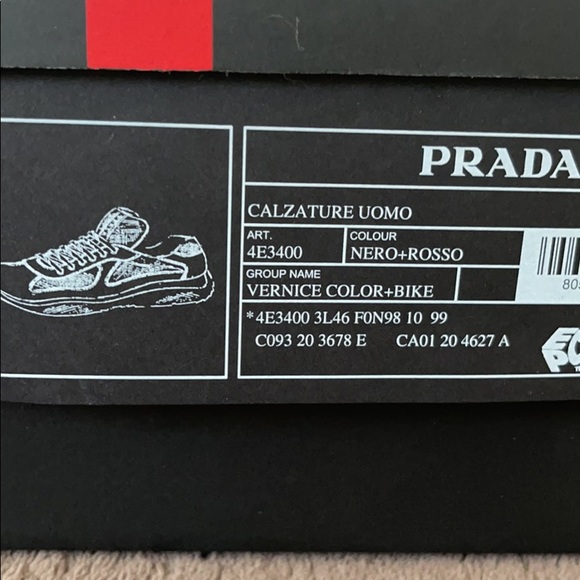 PRADA
CALZATURE UOMO
ART.
4E3400
COLOUR
NERO+ROSSO
GROUP NAME
VERNICE COLOR+BIKE
*4E3400 3L46 F0N98 10 99
C093 20 3678 E CA01 20 4627 A